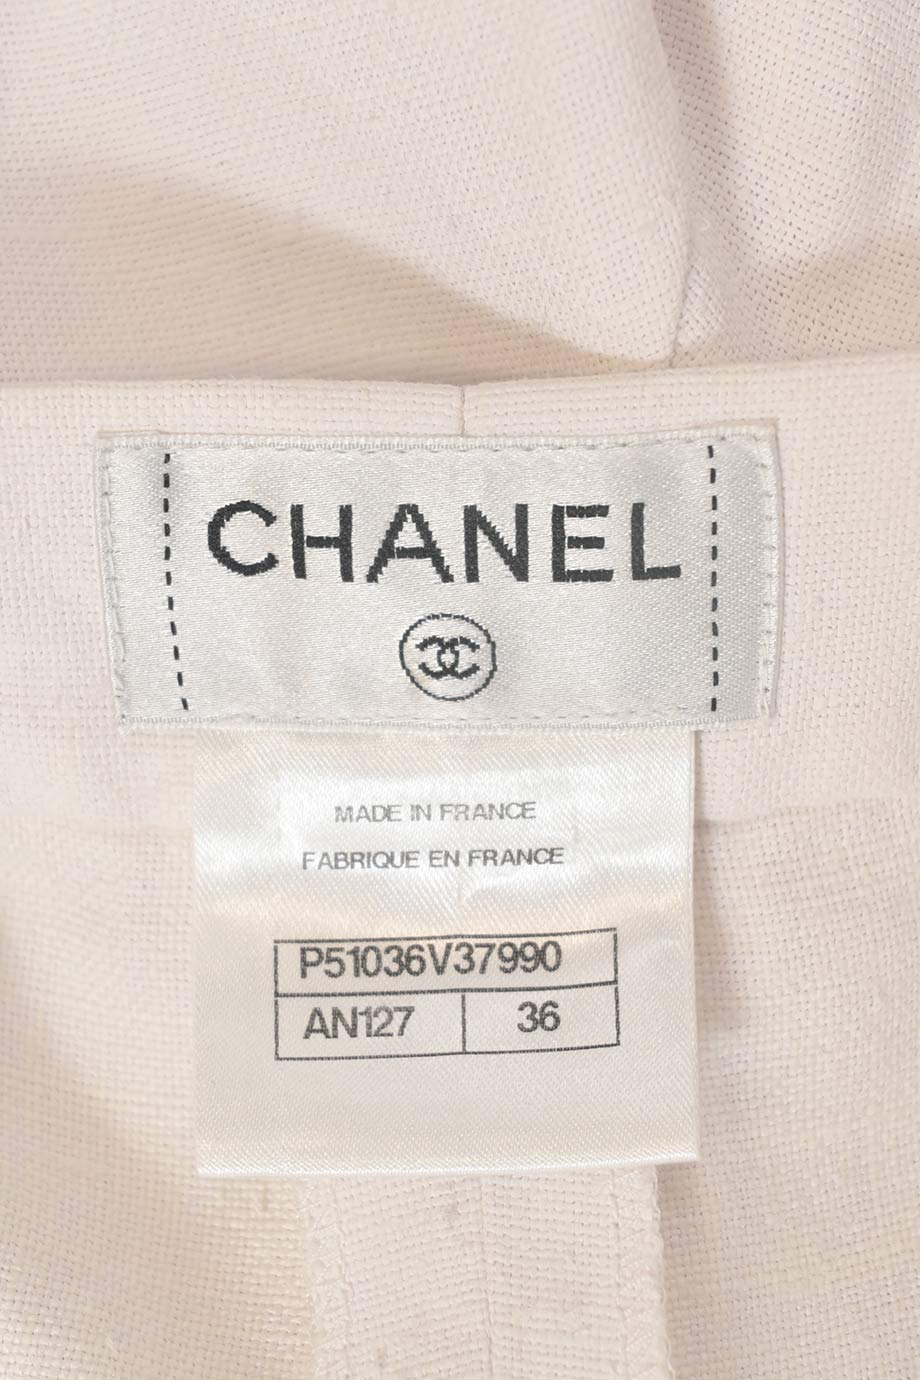 CHANEL
MADE IN FRANCE
FABRIQUE EN FRANCE
P51036V37990
AN127 36